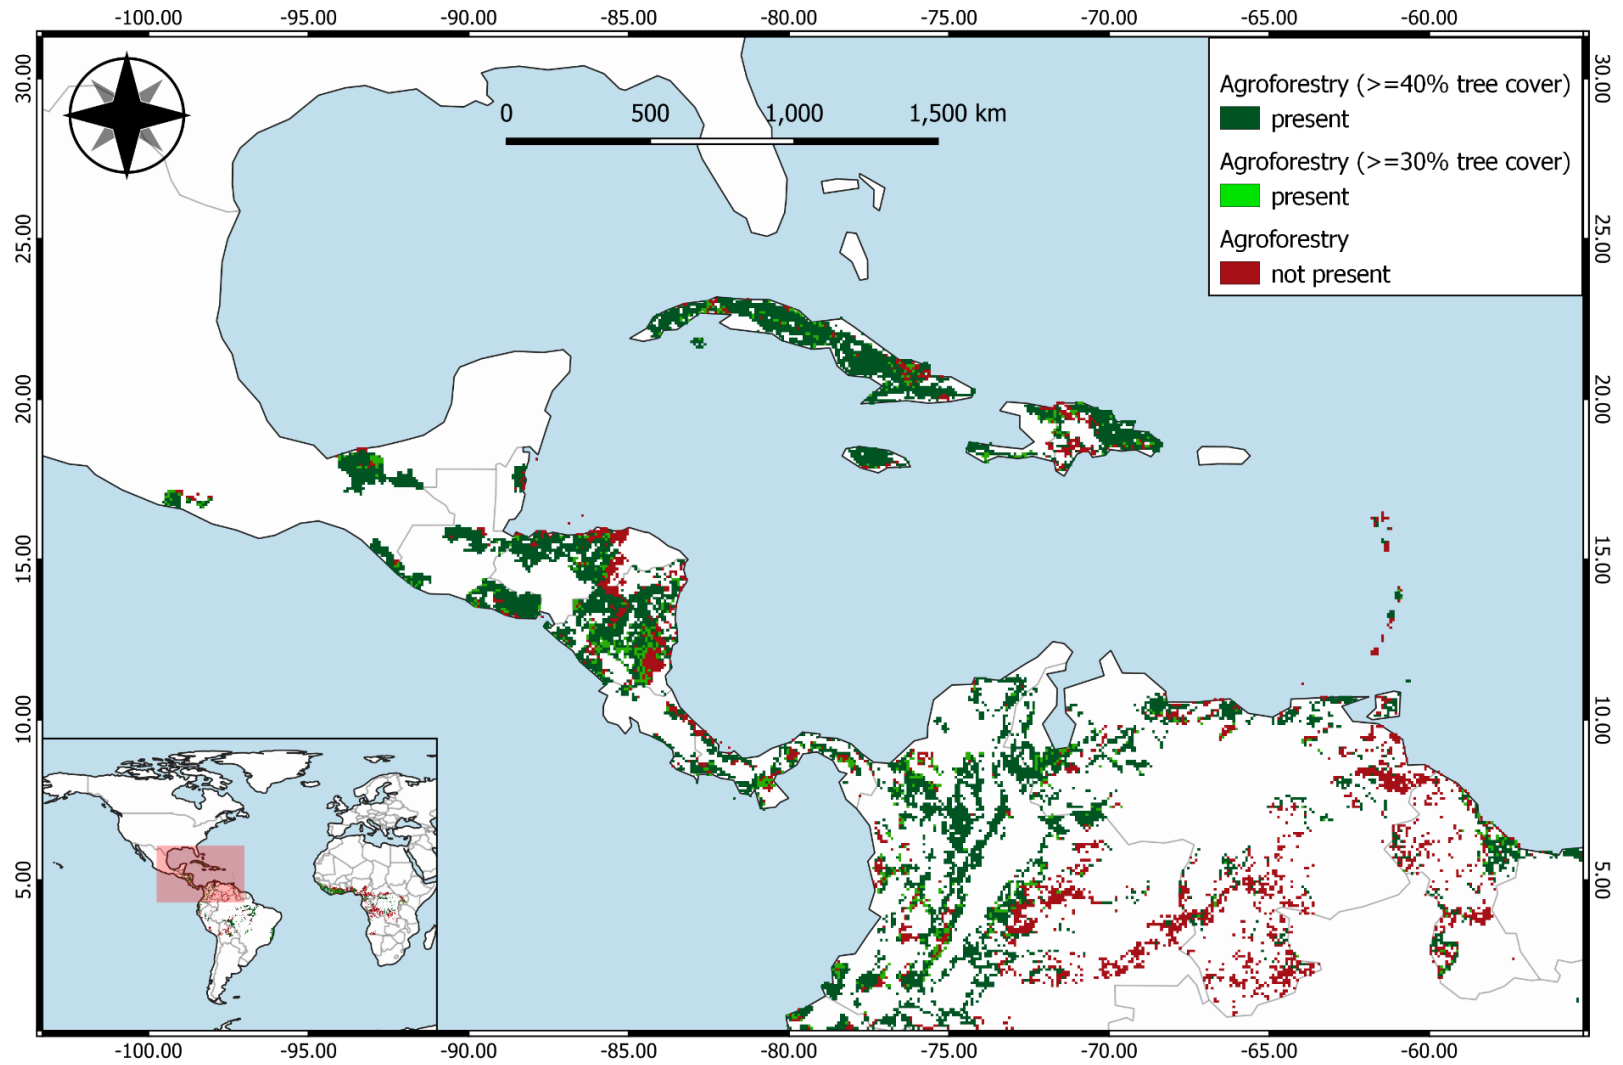 -100.00 -95.00 -90.00 -85.00 -80.00 -75.00 -70.00 -65.00 -60.00
30.00
25.00
20.00
15.00
10.00
5.00
0 500 1,000 1,500 km
Agroforestry (>=40% tree cover)
present
Agroforestry (>=30% tree cover)
present
Agroforestry
not present
30.00
25.00
20.00
15.00
10.00
5.00
-100.00 -95.00 -90.00 -85.00 -80.00 -75.00 -70.00 -65.00 -60.00